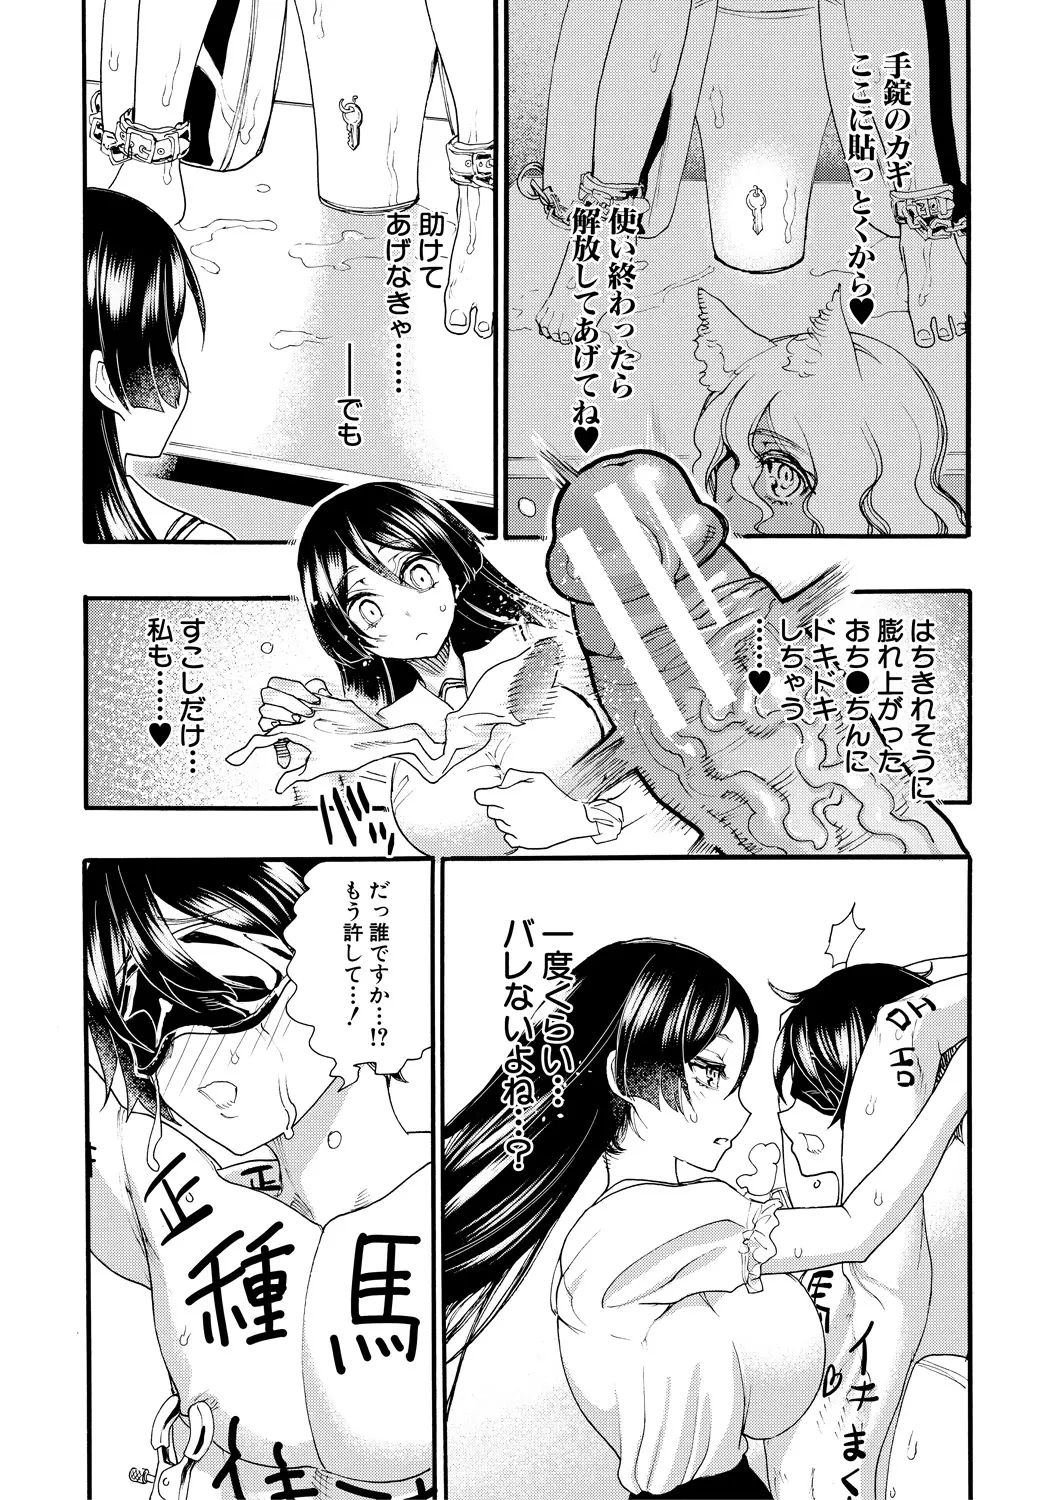 手錠のカギ
ここに貼っとくから♥
使い終わったら
解放してあげてね♥
助けて
あげなきゃ……
──でも
はちきれそうに
膨れ上がった
おち●ちんに
ドキドキ
しちゃう
……♥
すこしだけ…
私も……♥
バッ
一度くらい…
バレないよね…?
だっ誰ですか…!?
もう許して…!
イキまく
正
正
種
馬